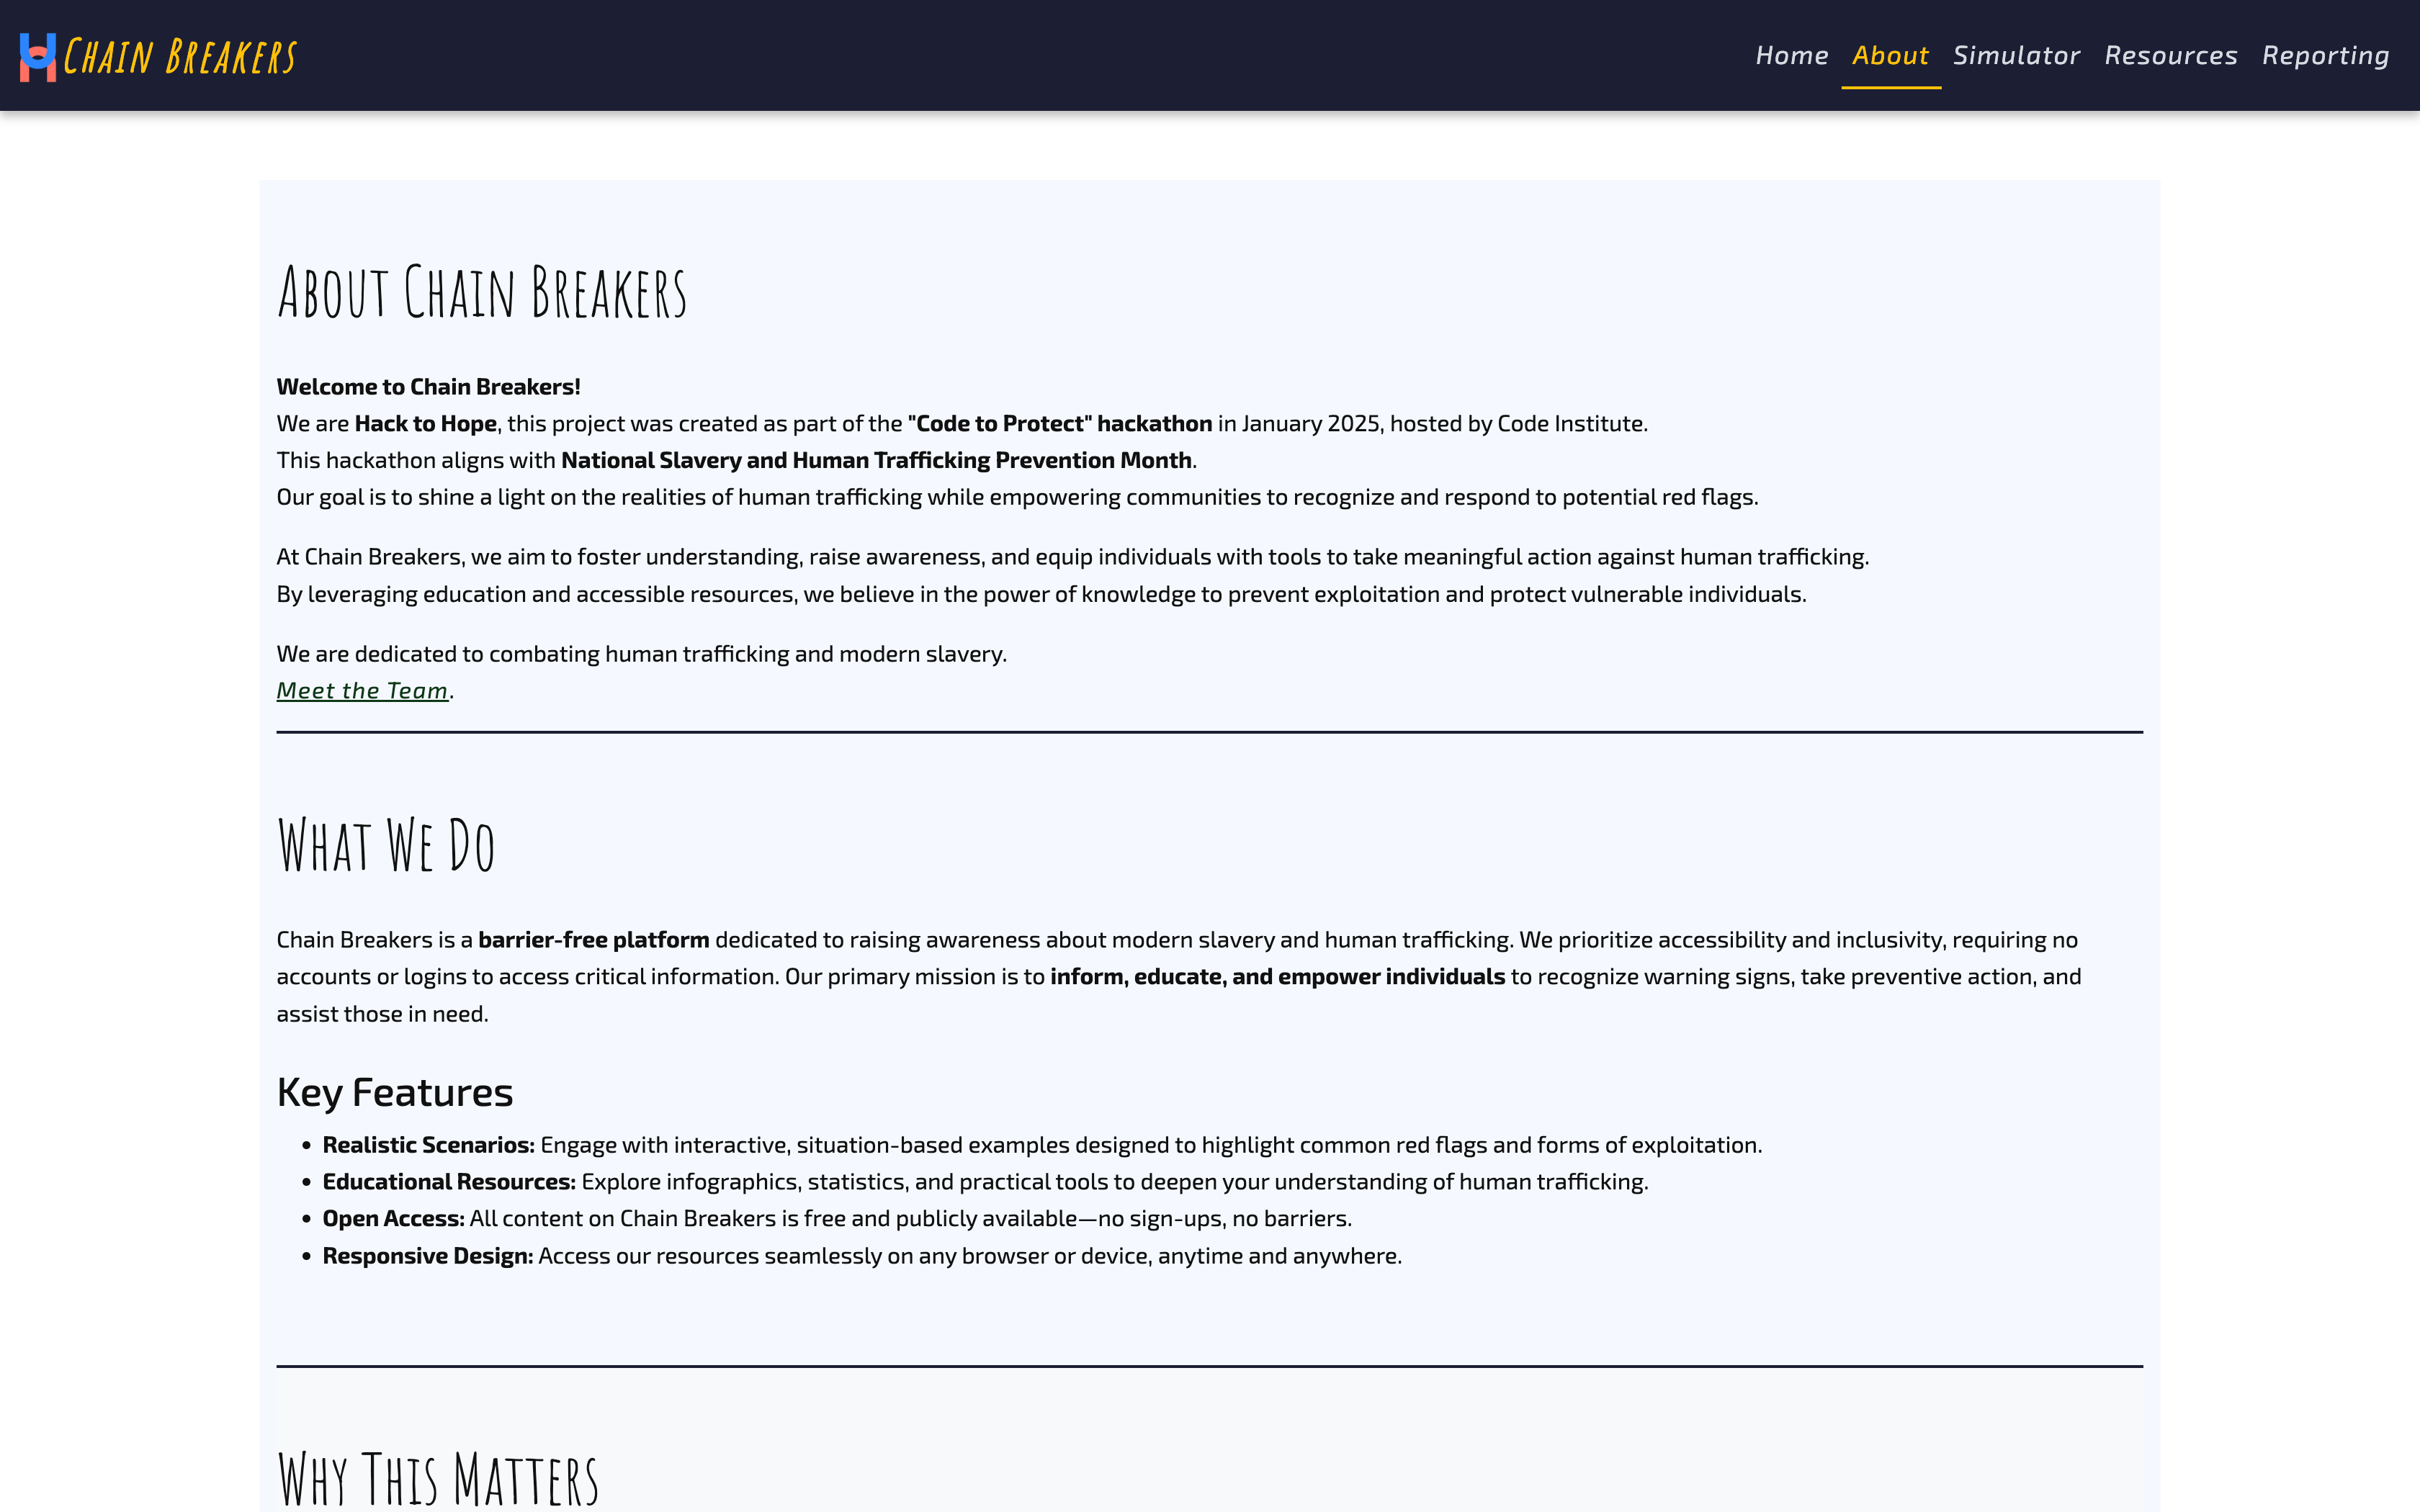 Chain Breakers
Home About Simulator Resources Reporting
About Chain Breakers
Welcome to Chain Breakers!
We are Hack to Hope, this project was created as part of the "Code to Protect" hackathon in January 2025, hosted by Code Institute.
This hackathon aligns with National Slavery and Human Trafficking Prevention Month.
Our goal is to shine a light on the realities of human trafficking while empowering communities to recognize and respond to potential red flags.
At Chain Breakers, we aim to foster understanding, raise awareness, and equip individuals with tools to take meaningful action against human trafficking.
By leveraging education and accessible resources, we believe in the power of knowledge to prevent exploitation and protect vulnerable individuals.
We are dedicated to combating human trafficking and modern slavery.
Meet the Team.
What We Do
Chain Breakers is a barrier-free platform dedicated to raising awareness about modern slavery and human trafficking. We prioritize accessibility and inclusivity, requiring no
accounts or logins to access critical information. Our primary mission is to inform, educate, and empower individuals to recognize warning signs, take preventive action, and
assist those in need.
Key Features
• Realistic Scenarios: Engage with interactive, situation-based examples designed to highlight common red flags and forms of exploitation.
• Educational Resources: Explore infographics, statistics, and practical tools to deepen your understanding of human trafficking.
• Open Access: All content on Chain Breakers is free and publicly available—no sign-ups, no barriers.
• Responsive Design: Access our resources seamlessly on any browser or device, anytime and anywhere.
Why This Matters